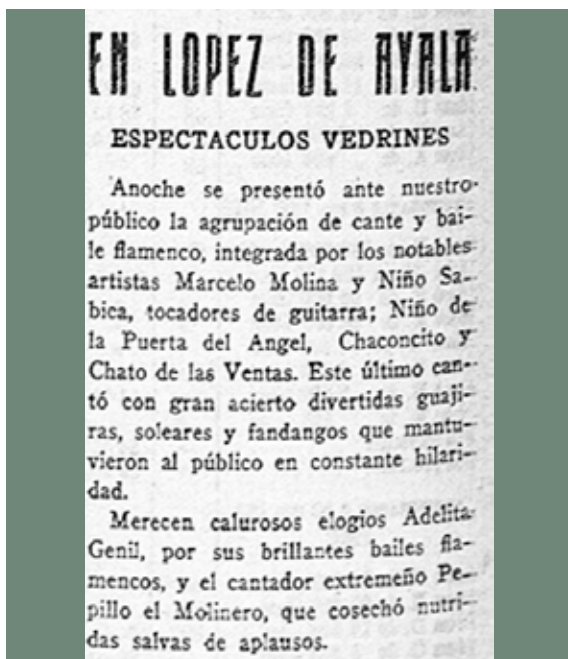 EN LOPEZ DE AYALA
ESPECTACULOS VEDRINES
Anoche se presentó ante nuestro
público la agrupación de cante y bai-
le flamenco, integrada por los notables
artistas Marcelo Molina y Niño Sa-
bica, tocadores de guitarra; Niño de
la Puerta del Angel, Chaconcito y
Chato de las Ventas. Este último can-
tó con gran acierto divertidas guaji-
ras, soleares y fandangos que mantu-
vieron al público en constante hilari-
dad.
Merecen calurosos elogios Adelita
Genil, por sus brillantes bailes fla-
mencos, y el cantador extremeño Pe-
pillo el Molinero, que cosechó nutri-
das salvas de aplausos.